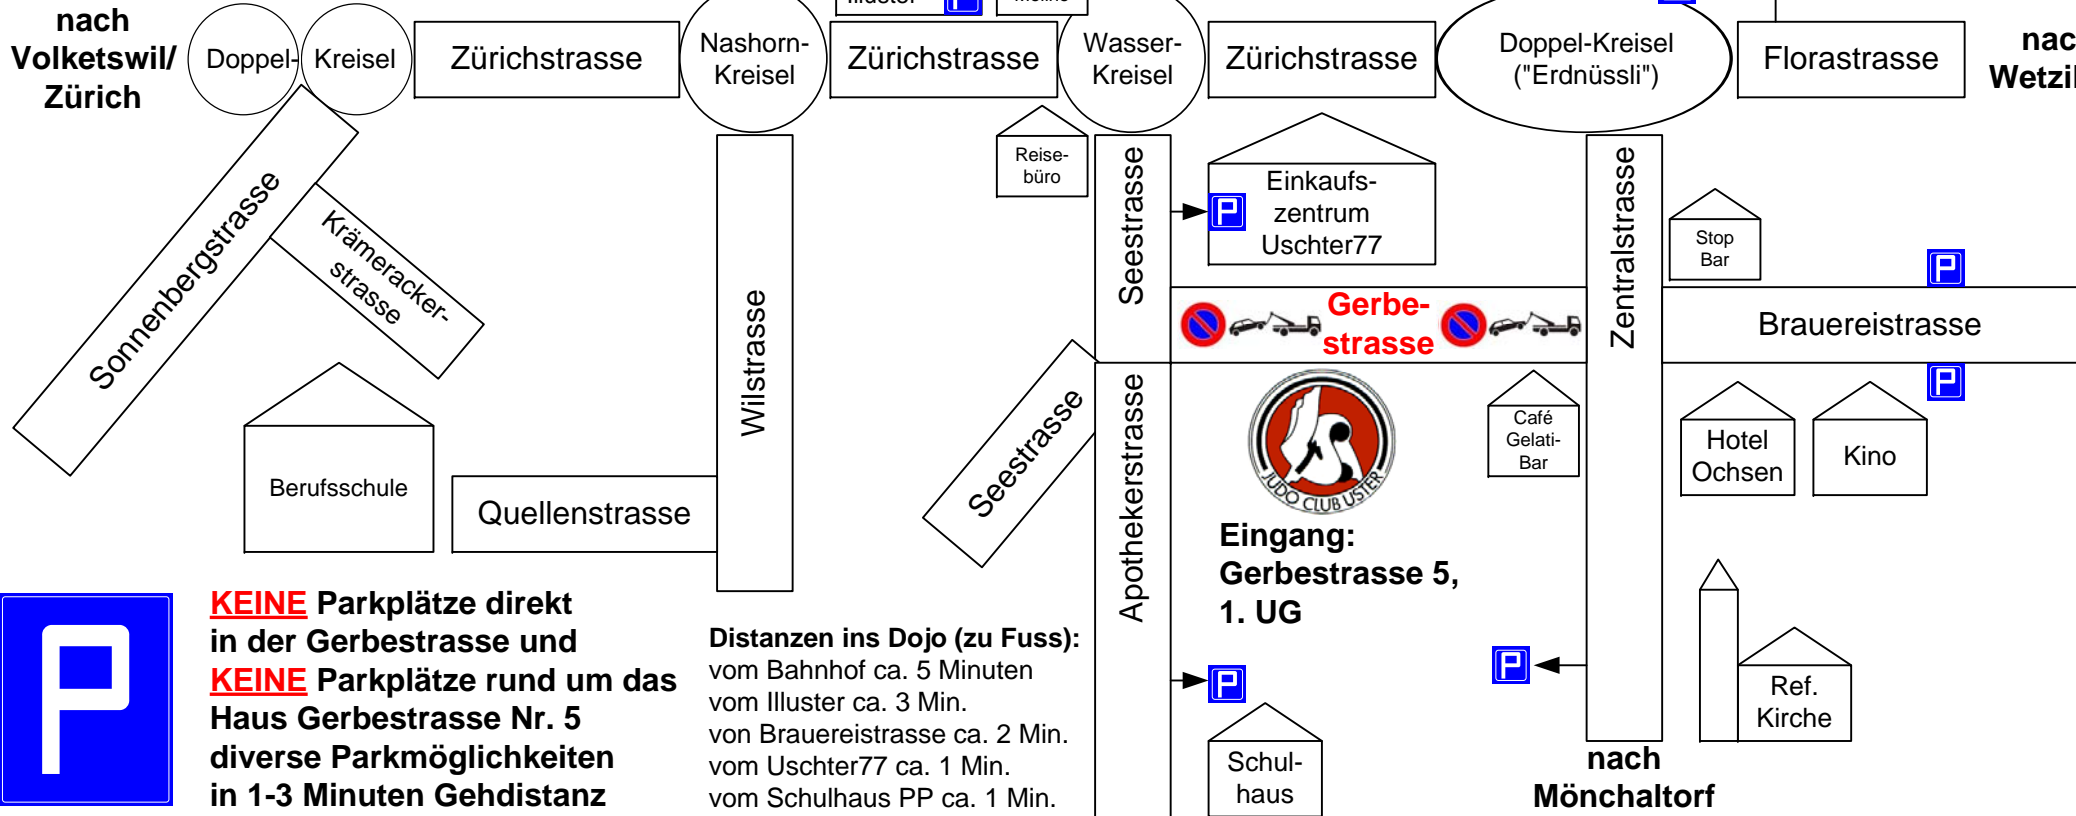 nach
Volketswil/
Zürich
Doppel-
Kreisel
Zürichstrasse
Nashorn-
Kreisel
Illuster
P
Zürichstrasse
Wasser-
Kreisel
Zürichstrasse
Doppel-Kreisel
("Erdnüssli")
Florastrasse
Sonnenbergstrasse
Krämeracker-
strasse
Berufsschule
Quellenstrasse
Wilstrasse
Reise-
büro
Seestrasse
P
Einkaufs-
zentrum
Uschter77
Zentralstrasse
Stop
Bar
P
Gerbe-
strasse
Brauereistrasse
P
Seestrasse
Apothekerstrasse
JUDO CLUB USTER
Café
Gelati-
Bar
Hotel
Ochsen
Kino
Eingang:
Gerbestrasse 5,
1. UG
P
KEINE Parkplätze direkt
in der Gerbestrasse und
KEINE Parkplätze rund um das
Haus Gerbestrasse Nr. 5
diverse Parkmöglichkeiten
in 1-3 Minuten Gehdistanz
Distanzen ins Dojo (zu Fuss):
vom Bahnhof ca. 5 Minuten
vom Illuster ca. 3 Min.
von Brauereistrasse ca. 2 Min.
vom Uschter77 ca. 1 Min.
vom Schulhaus PP ca. 1 Min.
P
Schul-
haus
P
Ref.
Kirche
nach
Mönchaltorf